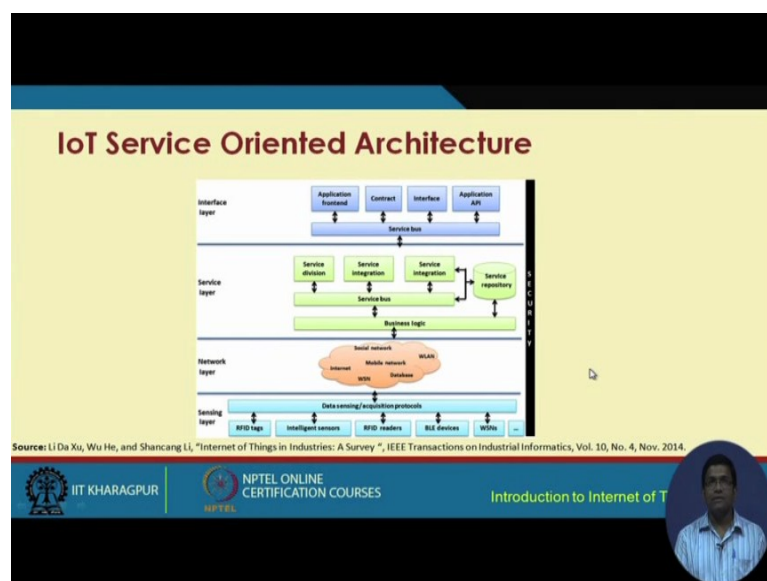 IoT Service Oriented Architecture
Interface layer
Application frontend
Contract
Interface
Application API
Service bus
Service layer
Service division
Service integration
Service integration
Service repository
Service bus
Business logic
SECURITY
Network layer
Social network
WLAN
Mobile network
Internet
Database
WSN
Sensing layer
Data sensing/acquisition protocols
RFID tags
Intelligent sensors
RFID readers
BLE devices
WSNs
...
Source: Li Da Xu, Wu He, and Shancang Li, "Internet of Things in Industries: A Survey ", IEEE Transactions on Industrial Informatics, Vol. 10, No. 4, Nov. 2014.
IIT KHARAGPUR
NPTEL
NPTEL ONLINE
CERTIFICATION COURSES
Introduction to Internet of T